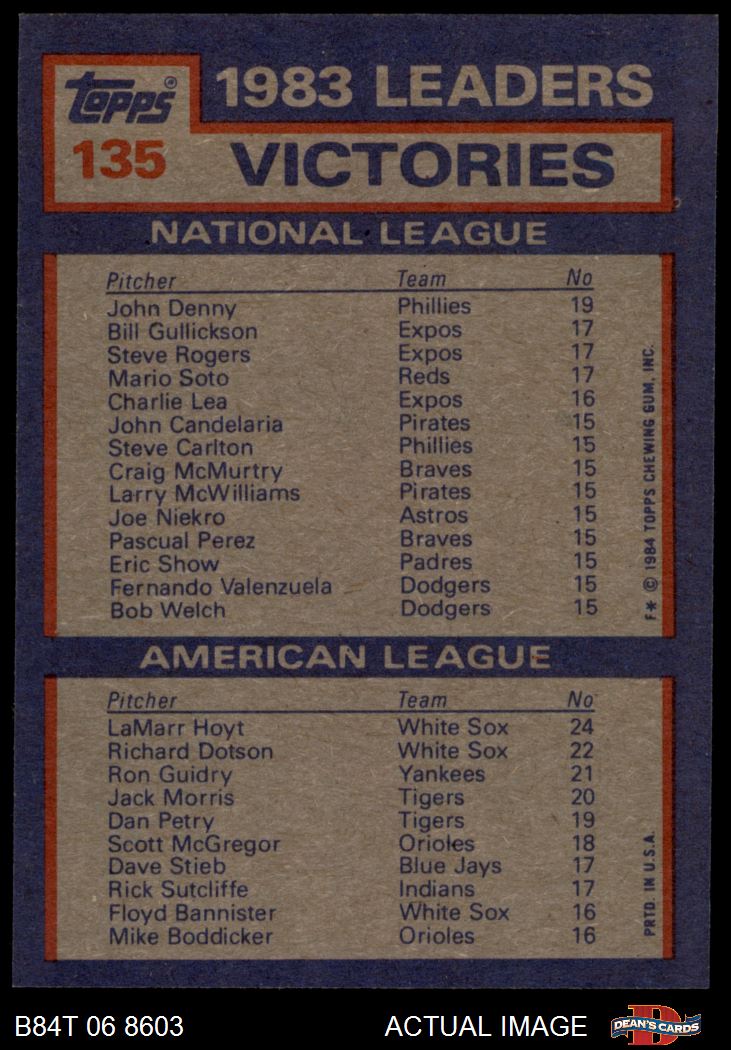 Topps® 1983 LEADERS
135 VICTORIES
NATIONAL LEAGUE
Pitcher Team No
John Denny Phillies 19
Bill Gullickson Expos 17
Steve Rogers Expos 17
Mario Soto Reds 17
Charlie Lea Expos 16
John Candelaria Pirates 15
Steve Carlton Phillies 15
Craig McMurtry Braves 15
Larry McWilliams Pirates 15
Joe Niekro Astros 15
Pascual Perez Braves 15
Eric Show Padres 15
Fernando Valenzuela Dodgers 15
Bob Welch Dodgers 15
F* © 1984 TOPPS CHEWING GUM, INC.
AMERICAN LEAGUE
Pitcher Team No
LaMarr Hoyt White Sox 24
Richard Dotson White Sox 22
Ron Guidry Yankees 21
Jack Morris Tigers 20
Dan Petry Tigers 19
Scott McGregor Orioles 18
Dave Stieb Blue Jays 17
Rick Sutcliffe Indians 17
Floyd Bannister White Sox 16
Mike Boddicker Orioles 16
PRTD. IN U.S.A.
B84T 06 8603 ACTUAL IMAGE DEAN'S CARDS